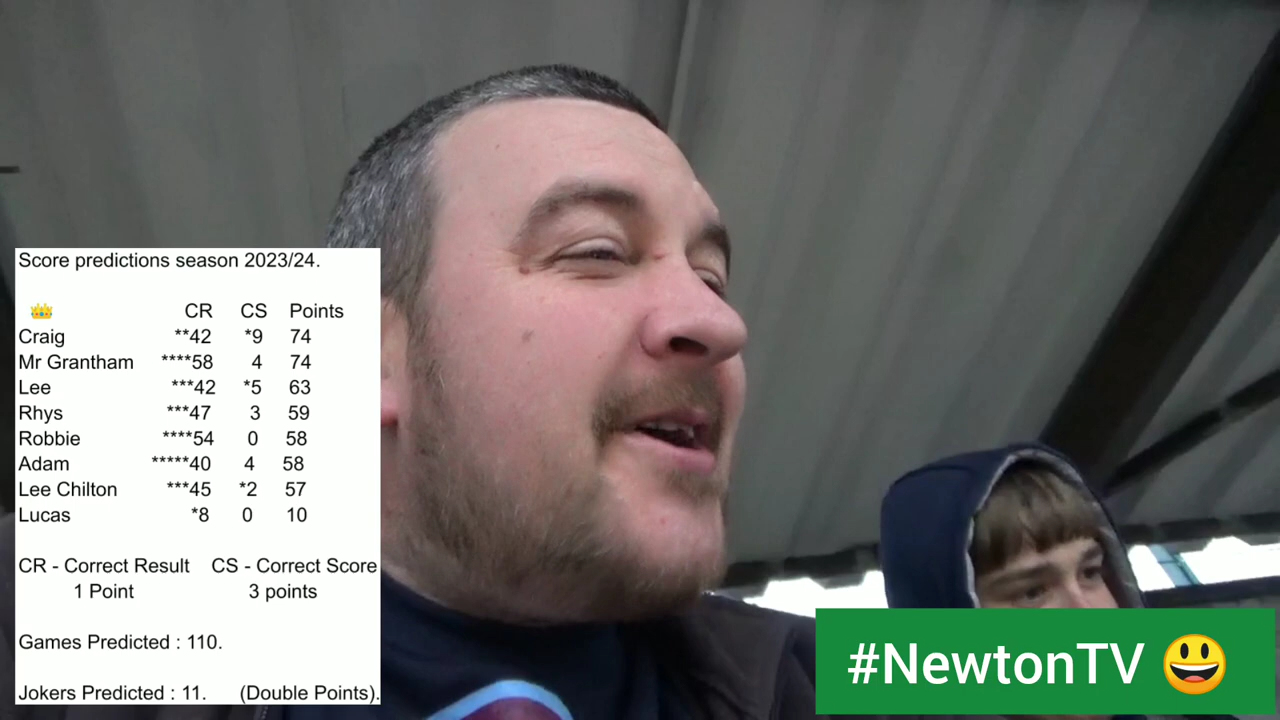 Score predictions season 2023/24.
👑 CR CS Points
Craig **42 *9 74
Mr Grantham ****58 4 74
Lee ***42 *5 63
Rhys ***47 3 59
Robbie ****54 0 58
Adam *****40 4 58
Lee Chilton ***45 *2 57
Lucas *8 0 10
CR - Correct Result CS - Correct Score
1 Point 3 points
Games Predicted : 110.
Jokers Predicted : 11. (Double Points).
#NewtonTV 😃